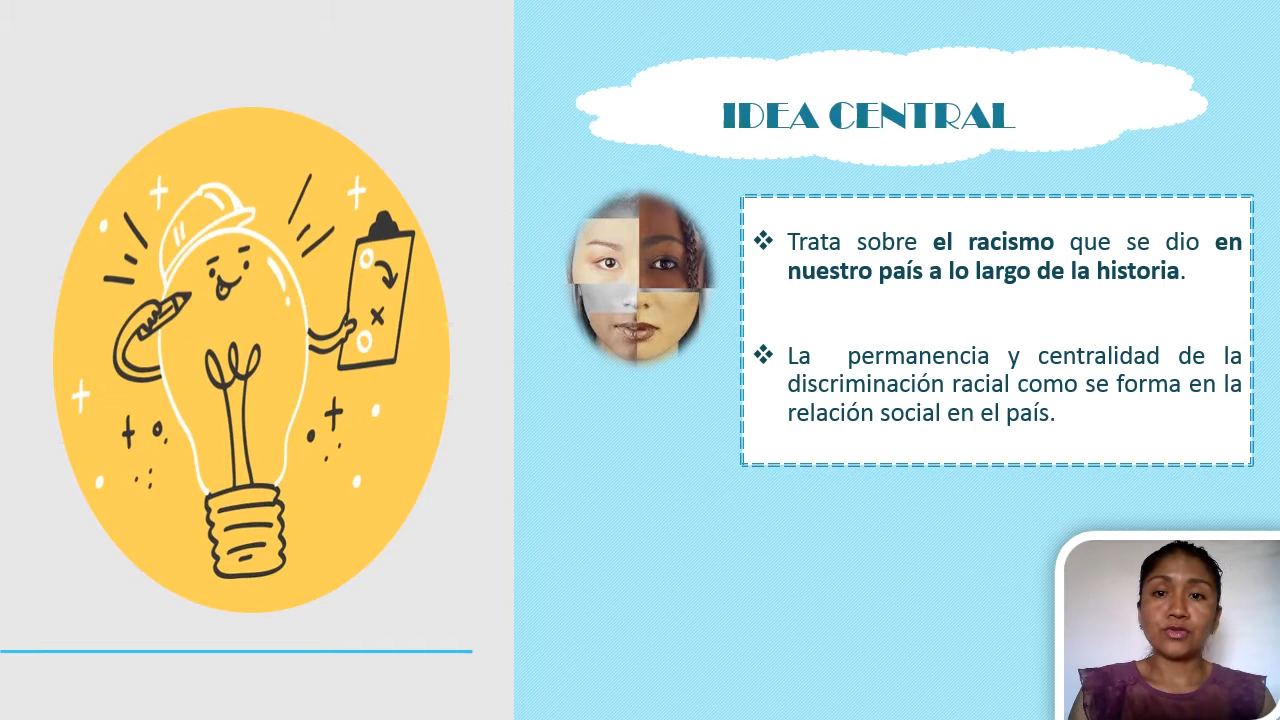 IDEA CENTRAL
❖ Trata sobre el racismo que se dio en
nuestro país a lo largo de la historia.
❖ La permanencia y centralidad de la
discriminación racial como se forma en la
relación social en el país.